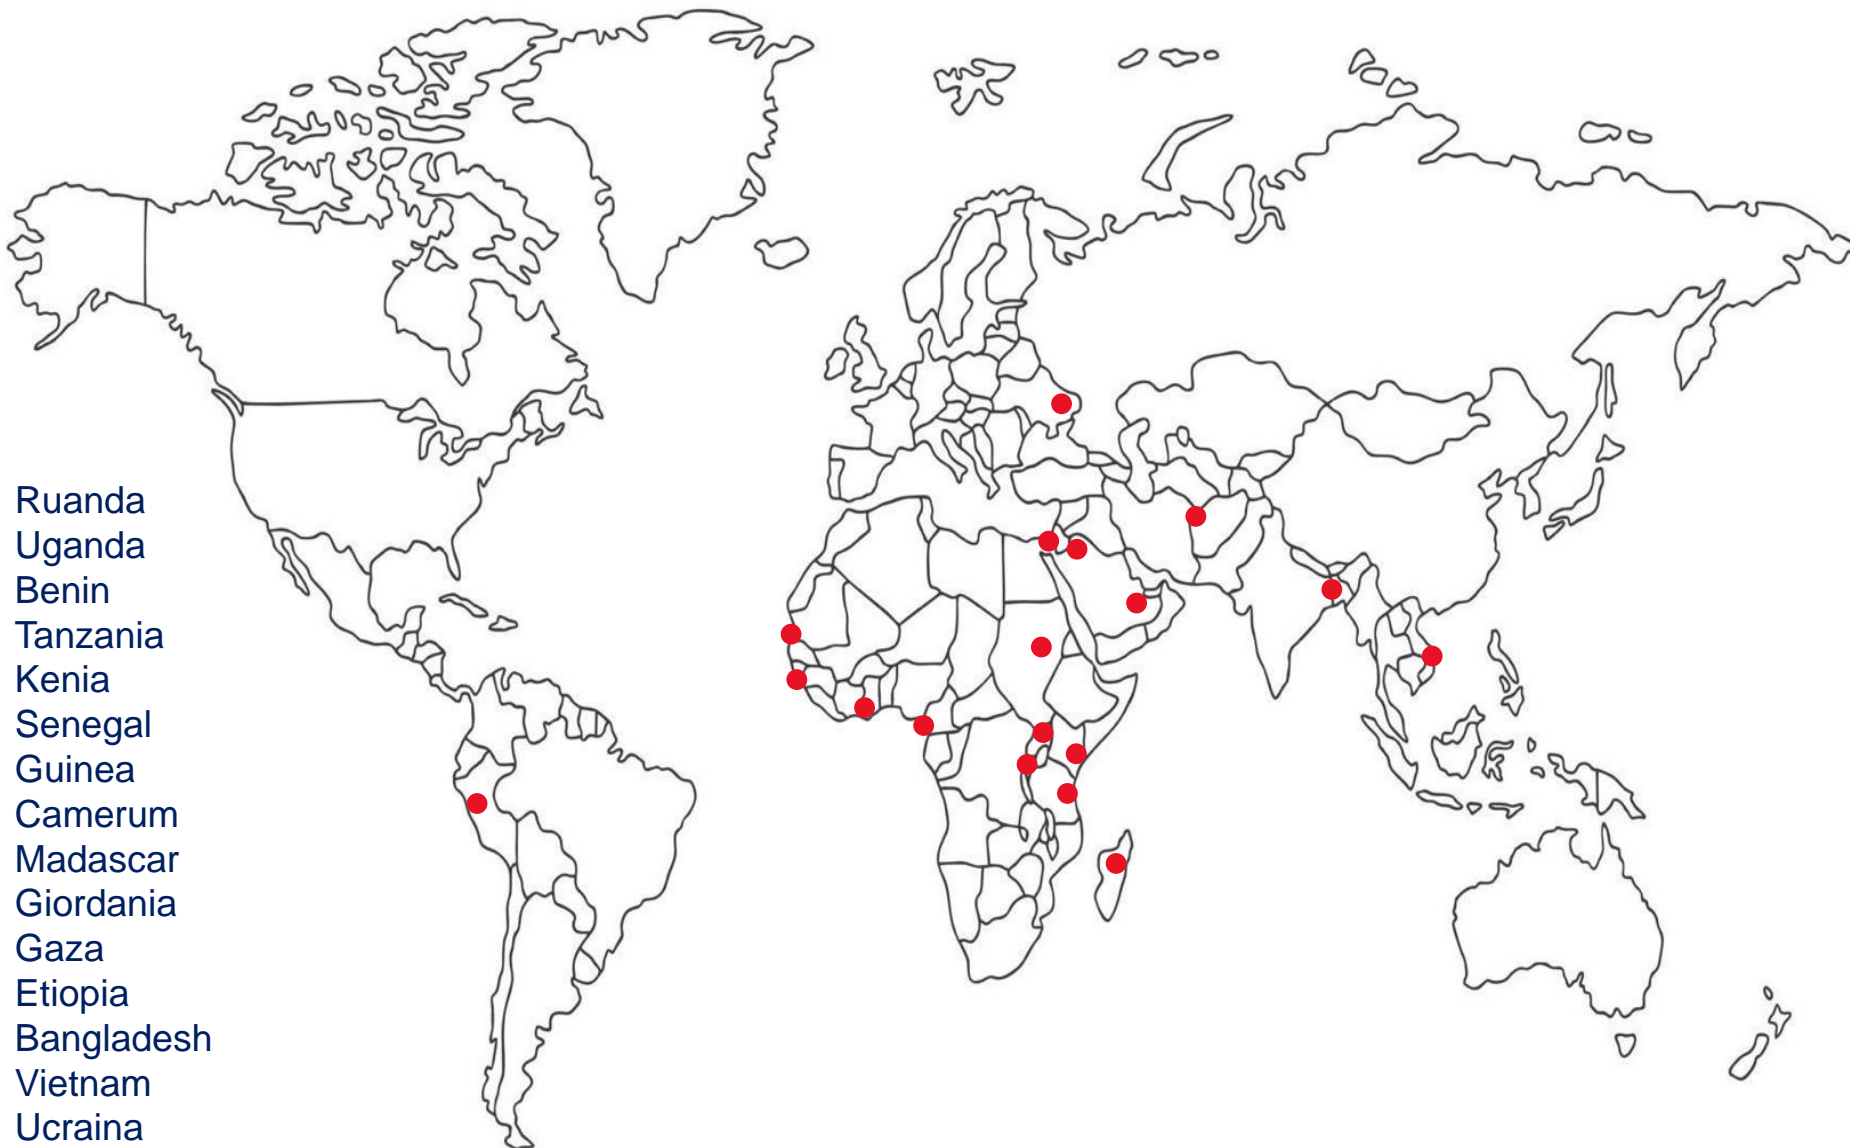 Ruanda
Uganda
Benin
Tanzania
Kenia
Senegal
Guinea
Camerum
Madascar
Giordania
Gaza
Etiopia
Bangladesh
Vietnam
Ucraina